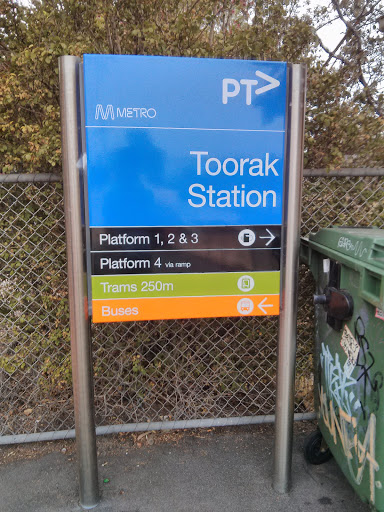 PT>
METRO
Toorak
Station
Platform 1, 2 & 3
Platform 4 via ramp
Trams 250m
Buses